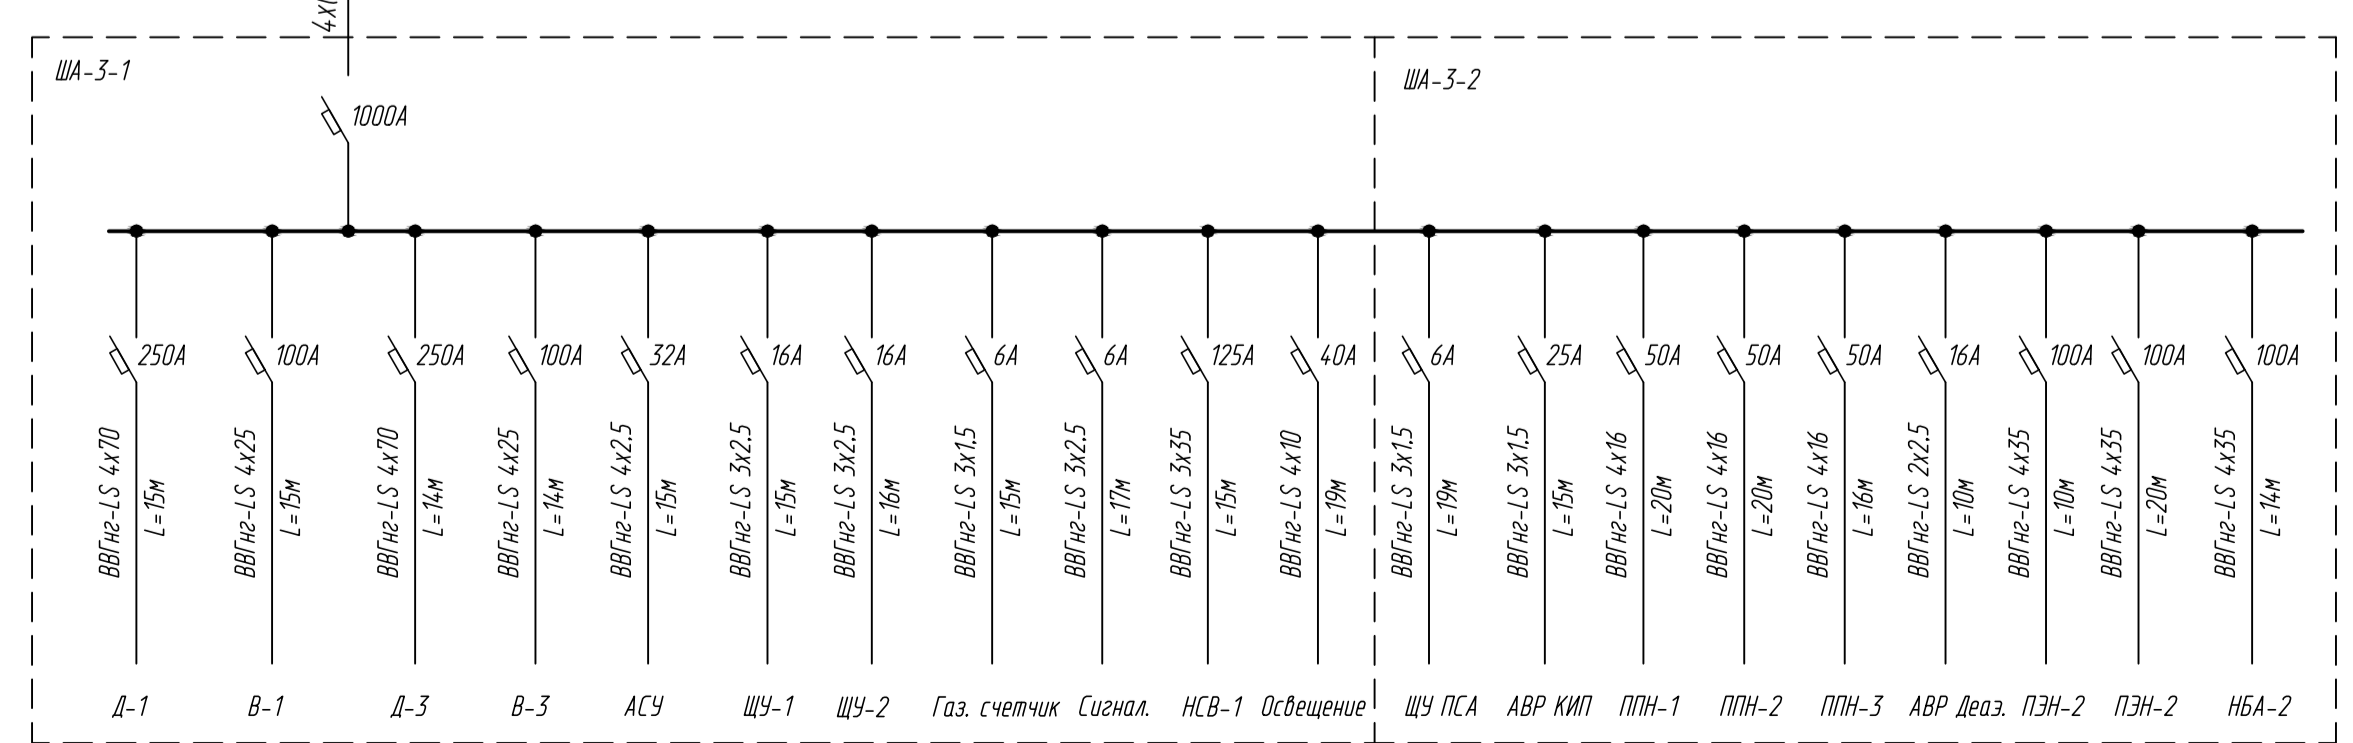 4х(
ША-3-1
ША-3-2
1000А
250А
100А
250А
100А
32А
16А
16А
6А
6А
125А
40А
6А
25А
50А
50А
50А
16А
100А
100А
100А
ВВГнг-LS 4х70
L=15м
ВВГнг-LS 4х25
L=15м
ВВГнг-LS 4х70
L=14м
ВВГнг-LS 4х25
L=14м
ВВГнг-LS 4х2,5
L=15м
ВВГнг-LS 3х2,5
L=15м
ВВГнг-LS 3х2,5
L=16м
ВВГнг-LS 3х1,5
L=15м
ВВГнг-LS 3х2,5
L=17м
ВВГнг-LS 3х35
L=15м
ВВГнг-LS 4х10
L=19м
ВВГнг-LS 3х1,5
L=19м
ВВГнг-LS 3х1,5
L=15м
ВВГнг-LS 4х16
L=20м
ВВГнг-LS 4х16
L=20м
ВВГнг-LS 4х16
L=16м
ВВГнг-LS 2х2,5
L=10м
ВВГнг-LS 4х35
L=10м
ВВГнг-LS 4х35
L=20м
ВВГнг-LS 4х35
L=14м
Д-1
В-1
Д-3
В-3
АСУ
ЩУ-1
ЩУ-2
Газ. счетчик
Сигнал.
НСВ-1
Освещение
ЩУ ПСА
АВР КИП
ППН-1
ППН-2
ППН-3
АВР Деаэ.
ПЭН-2
ПЭН-2
НБА-2